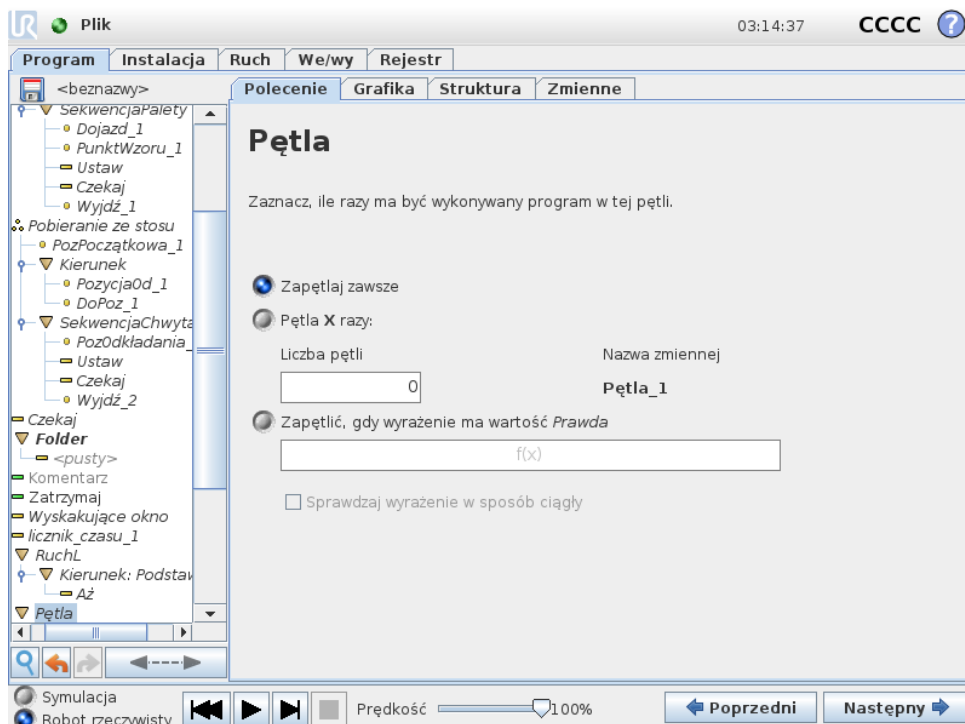 UR Plik 03:14:37 CCCC ?
Program Instalacja Ruch We/wy Rejestr
<beznazwy>
Polecenie Grafika Struktura Zmienne
SekwencjaPalety
Dojazd_1
PunktWzoru_1
Ustaw
Czekaj
Wyjdź_1
Pobieranie ze stosu
PozPoczątkowa_1
Kierunek
PozycjaOd_1
DoPoz_1
SekwencjaChwyta
PozOdkładania_
Ustaw
Czekaj
Wyjdź_2
Czekaj
Folder
<pusty>
Komentarz
Zatrzymaj
Wyskakujące okno
licznik_czasu_1
RuchL
Kierunek: Podstaw
Aż
Pętla
Pętla
Zaznacz, ile razy ma być wykonywany program w tej pętli.
Zapętlaj zawsze
Pętla X razy:
Liczba pętli Nazwa zmiennej
0 Pętla_1
Zapętlić, gdy wyrażenie ma wartość Prawda
f(x)
Sprawdzaj wyrażenie w sposób ciągły
Symulacja
Robot rzeczywisty
Prędkość 100%
Poprzedni Następny